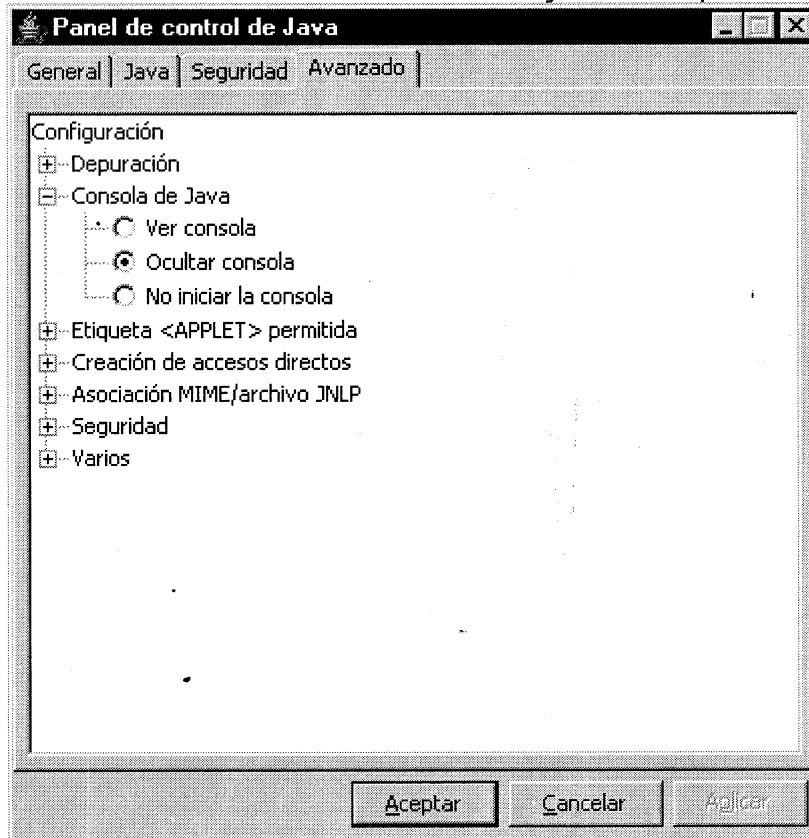 Panel de control de Java
General Java Seguridad Avanzado
Configuración
Depuración
Consola de Java
Ver consola
Ocultar consola
No iniciar la consola
Etiqueta <APPLET> permitida
Creación de accesos directos
Asociación MIME/archivo JNLP
Seguridad
Varios
Aceptar Cancelar Aplicar